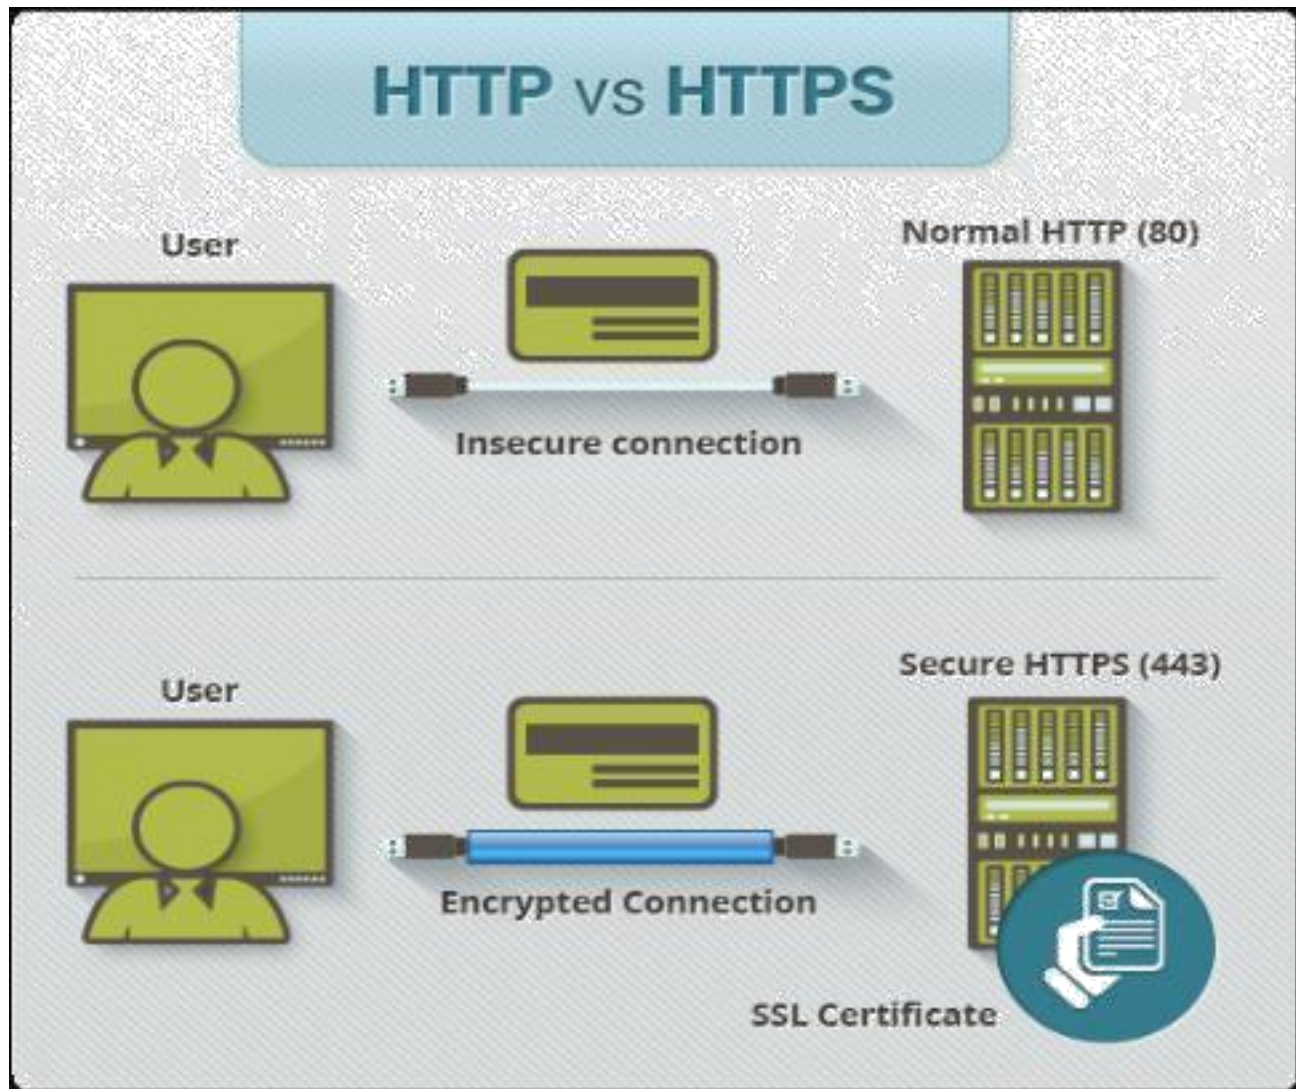 HTTP vs HTTPS
User
Normal HTTP (80)
Insecure connection
User
Secure HTTPS (443)
Encrypted Connection
SSL Certificate